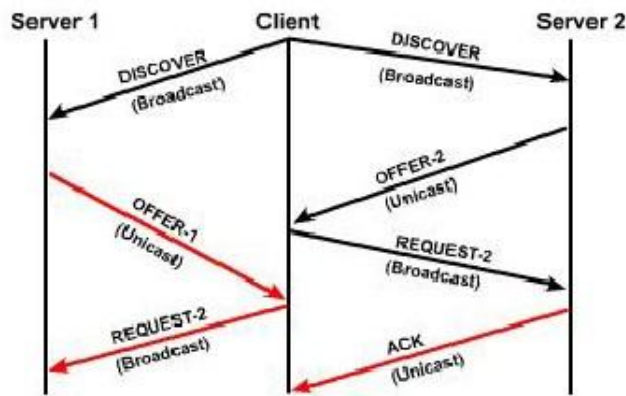 Server 1
Client
Server 2
DISCOVER
(Broadcast)
DISCOVER
(Broadcast)
OFFER-2
(Unicast)
OFFER-1
(Unicast)
REQUEST-2
(Broadcast)
REQUEST-2
(Broadcast)
ACK
(Unicast)